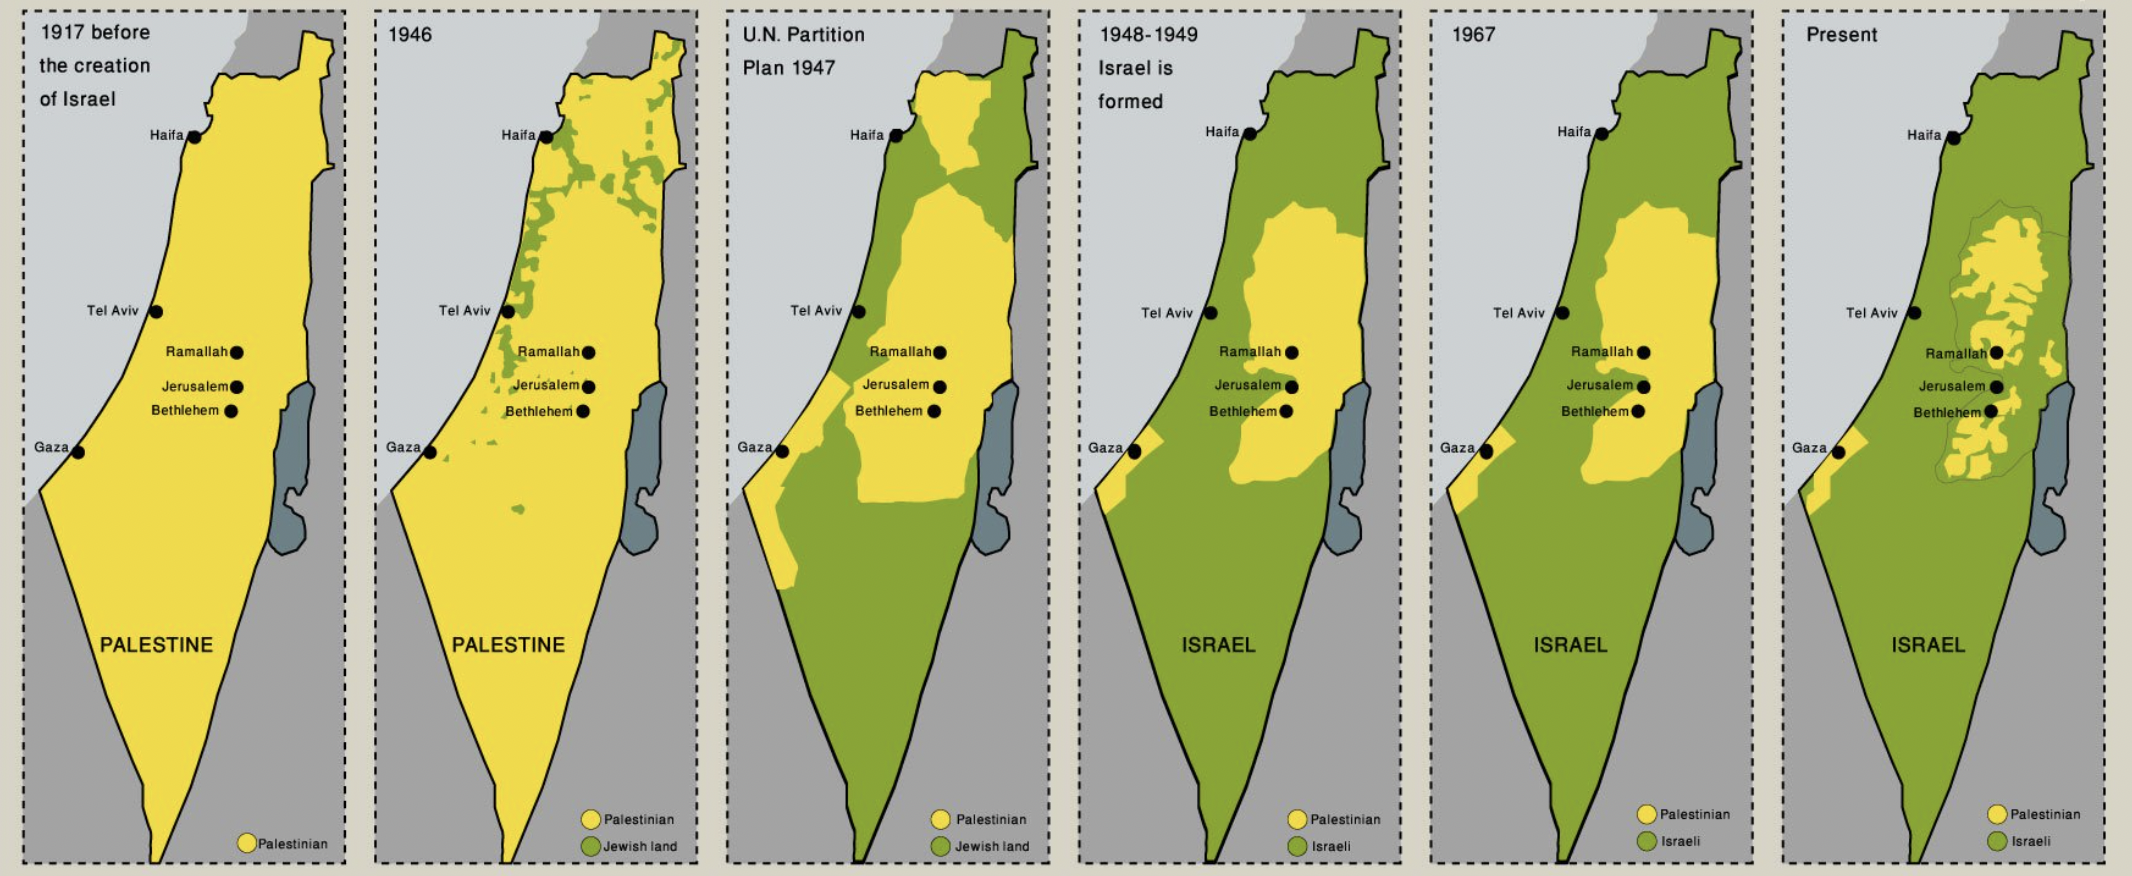 1917 before
the creation
of Israel
Haifa
Tel Aviv
Ramallah
Jerusalem
Bethlehem
Gaza
PALESTINE
Palestinian
1946
Haifa
Tel Aviv
Ramallah
Jerusalem
Bethlehem
Gaza
PALESTINE
Palestinian
Jewish land
U.N. Partition
Plan 1947
Haifa
Tel Aviv
Ramallah
Jerusalem
Bethlehem
Gaza
Palestinian
Jewish land
1948-1949
Israel is
formed
Haifa
Tel Aviv
Ramallah
Jerusalem
Bethlehem
Gaza
ISRAEL
Palestinian
Israeli
1967
Haifa
Tel Aviv
Ramallah
Jerusalem
Bethlehem
Gaza
ISRAEL
Palestinian
Israeli
Present
Haifa
Tel Aviv
Ramallah
Jerusalem
Bethlehem
Gaza
ISRAEL
Palestinian
Israeli